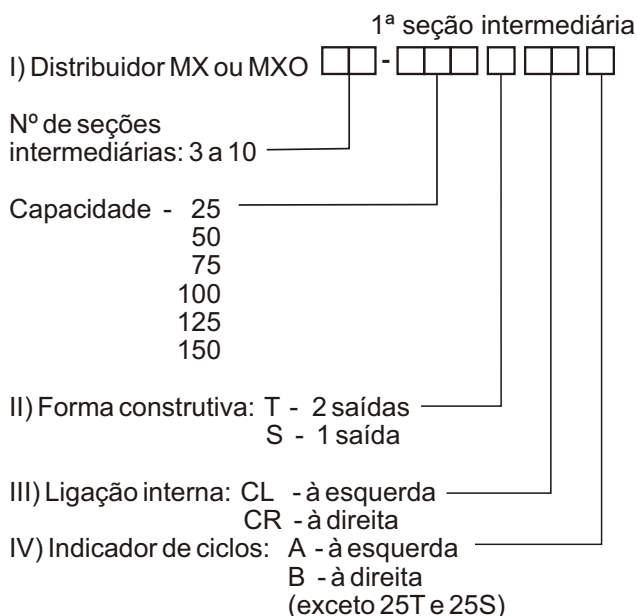 1ª seção intermediária
I) Distribuidor MX ou MXO -
Nº de seções
intermediárias: 3 a 10
Capacidade - 25
50
75
100
125
150
II) Forma construtiva: T - 2 saídas
S - 1 saída
III) Ligação interna: CL - à esquerda
CR - à direita
IV) Indicador de ciclos: A - à esquerda
B - à direita
(exceto 25T e 25S)